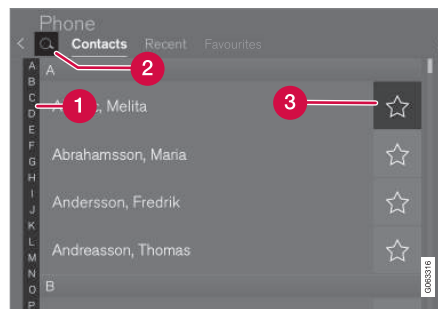 Phone
< Contacts Recent Favourites
2
A
A
B
C
1
, Melita
3
D
E
F
Abrahamsson, Maria
G
H
I
Andersson, Fredrik
J
K
L
Andreasson, Thomas
M
N
B
O
P
G063316